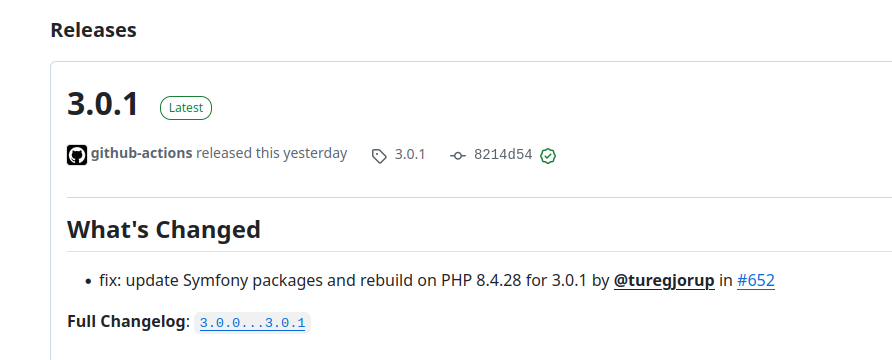 Releases
3.0.1 Latest
github-actions released this yesterday 3.0.1 8214d54
What's Changed
• fix: update Symfony packages and rebuild on PHP 8.4.28 for 3.0.1 by @turegjorup in #652
Full Changelog: 3.0.0...3.0.1